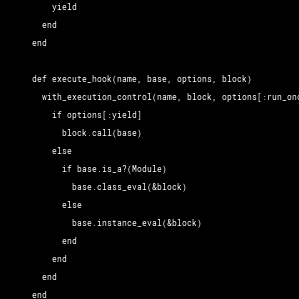 yield
end
end
def execute_hook(name, base, options, block)
with_execution_control(name, block, options[:run_onc
if options[:yield]
block.call(base)
else
if base.is_a?(Module)
base.class_eval(&block)
else
base.instance_eval(&block)
end
end
end
end